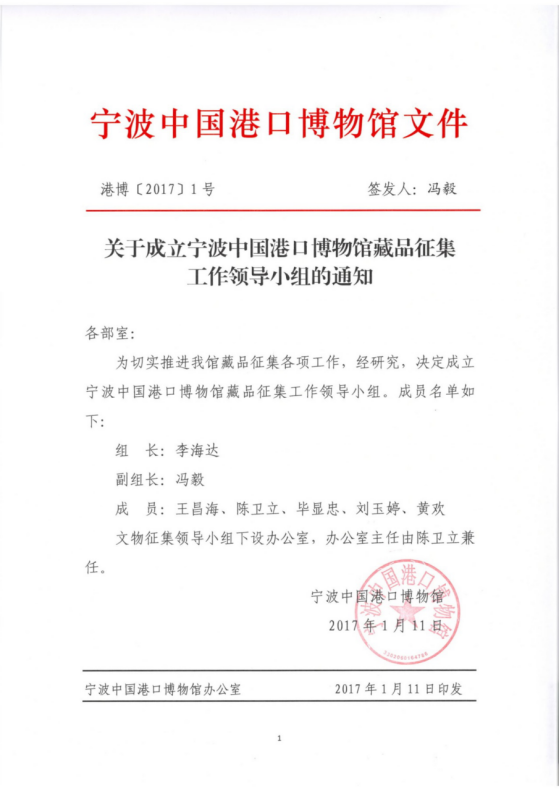 宁波中国港口博物馆文件
港博〔2017〕1号 签发人：冯毅
关于成立宁波中国港口博物馆藏品征集
工作领导小组的通知
各部室：
为切实推进我馆藏品征集各项工作，经研究，决定成立
宁波中国港口博物馆藏品征集工作领导小组。成员名单如
下：
组 长：李海达
副组长：冯毅
成 员：王昌海、陈卫立、毕显忠、刘玉婷、黄欢
文物征集领导小组下设办公室，办公室主任由陈卫立兼
任。
宁波中国港口博物馆
2017年1月11日
宁波中国港口博物馆
宁波中国港口博物馆办公室 2017年1月11日印发
1